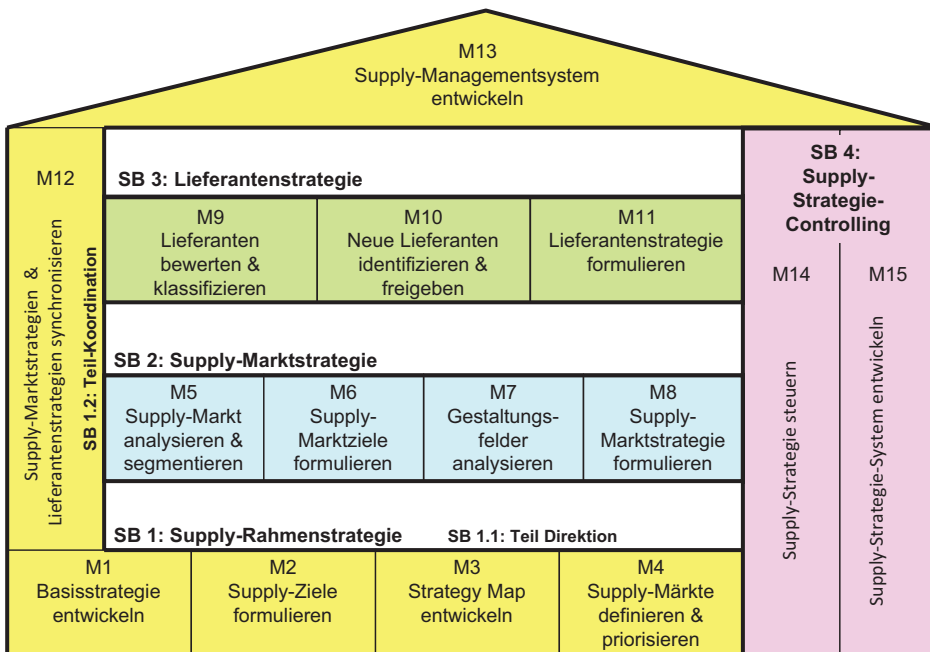 M13
Supply-Managementsystem
entwickeln
M12
Supply-Marktstrategien &
Lieferantenstrategien synchronisieren
SB 1.2: Teil-Koordination
SB 3: Lieferantenstrategie
M9
Lieferanten
bewerten &
klassifizieren
M10
Neue Lieferanten
identifizieren &
freigeben
M11
Lieferantenstrategie
formulieren
SB 2: Supply-Marktstrategie
M5
Supply-Markt
analysieren &
segmentieren
M6
Supply-
Marktziele
formulieren
M7
Gestaltungs-
felder
analysieren
M8
Supply-
Marktstrategie
formulieren
SB 1: Supply-Rahmenstrategie
SB 1.1: Teil Direktion
M1
Basisstrategie
entwickeln
M2
Supply-Ziele
formulieren
M3
Strategy Map
entwickeln
M4
Supply-Märkte
definieren &
priorisieren
SB 4:
Supply-
Strategie-
Controlling
M14
Supply-Strategie steuern
M15
Supply-Strategie-System entwickeln